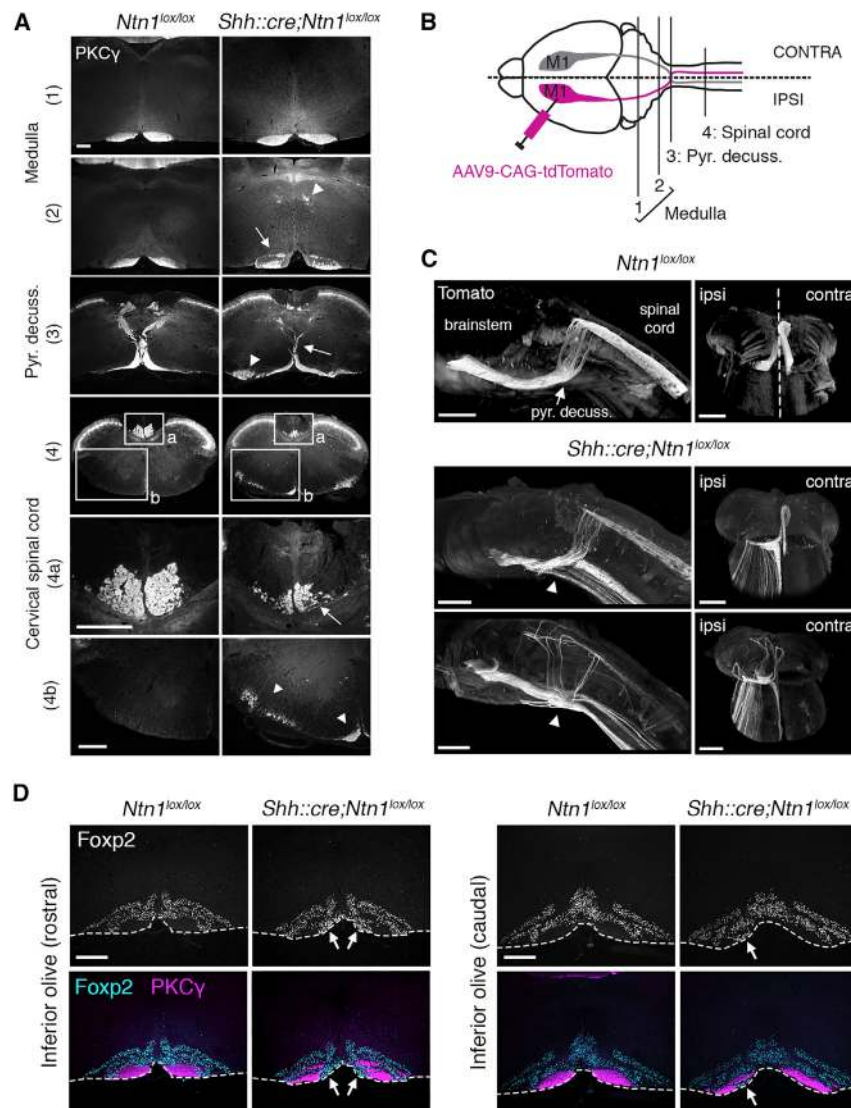 A
Ntn1lox/lox
Shh::cre;Ntn1lox/lox
PKCγ
Medulla
(1)
(2)
Pyr. decuss.
(3)
Cervical spinal cord
(4)
a
b
a
b
(4a)
(4b)
B
M1
M1
CONTRA
IPSI
4: Spinal cord
3: Pyr. decuss.
2
1
Medulla
AAV9-CAG-tdTomato
C
Ntn1lox/lox
Tomato
brainstem
spinal
cord
pyr. decuss.
ipsi
contra
Shh::cre;Ntn1lox/lox
ipsi
contra
ipsi
contra
D
Ntn1lox/lox
Shh::cre;Ntn1lox/lox
Inferior olive (rostral)
Foxp2
Foxp2 PKCγ
Ntn1lox/lox
Shh::cre;Ntn1lox/lox
Inferior olive (caudal)